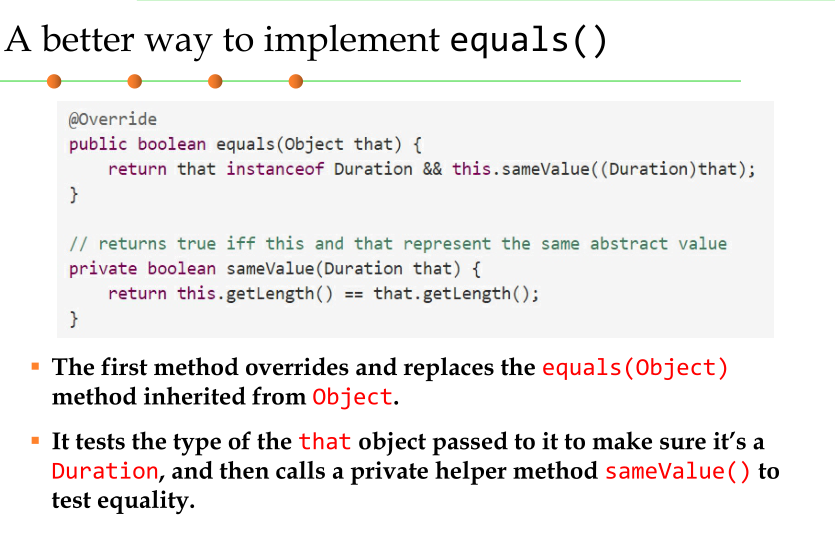 A better way to implement equals()
@Override
public boolean equals(Object that) {
    return that instanceof Duration && this.sameValue((Duration)that);
}
// returns true iff this and that represent the same abstract value
private boolean sameValue(Duration that) {
    return this.getLength() == that.getLength();
}
▪ The first method overrides and replaces the equals(Object)
method inherited from Object.
▪ It tests the type of the that object passed to it to make sure it’s a
Duration, and then calls a private helper method sameValue() to
test equality.